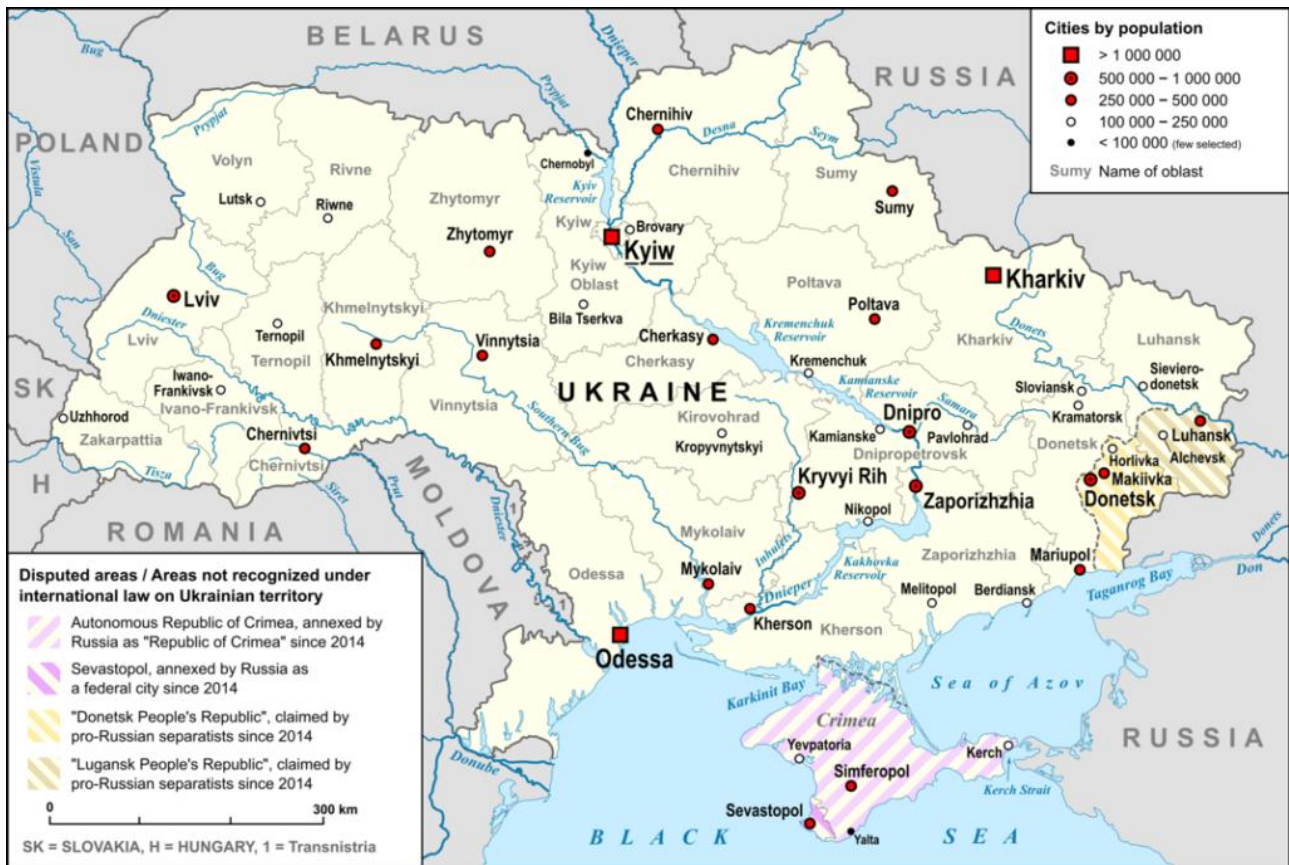 BELARUS
RUSSIA
POLAND
Bug
Dnieper
Prypjat
Prypjat
Chernihiv
Desna
Seym
Vistula
San
Volyn
Rivne
Lutsk
Riwne
Chernobyl
Kyiv
Reservoir
Chernihiv
Sumy
Sumy
Zhytomyr
Zhytomyr
Kyiw
Brovary
Kyiw
Kyiw
Oblast
Bila Tserkva
Kharkiv
Poltava
Poltava
Bug
Lviv
Dniester
Lviv
Ternopil
Ternopil
Khmelnytskyi
Khmelnytskyi
Vinnytsia
Vinnytsia
Cherkasy
Cherkasy
Kremenchuk
Reservoir
Kremenchuk
Kamianske
Reservoir
Kharkiv
Donets
Luhansk
Sieviero-
donetsk
Sloviansk
Kramatorsk
SK
Uzhhorod
Iwano-
Frankivsk
Ivano-Frankivsk
Zakarpattia
Chernivtsi
Chernivtsi
Tisza
H
UKRAINE
Southern Bug
Kirovohrad
Kropyvnytskyi
Kamianske
Dnipro
Samara
Pavlohrad
Dnipropetrovsk
Donetsk
Luhansk
Alchevsk
Horlivka
Makiivka
Donetsk
Siret
Prut
MOLDOVA
Dniester
1
1
ROMANIA
Kryvyi Rih
Zaporizhzhia
Nikopol
Mykolaiv
Mykolaiv
Inhulets
Kakhovka
Reservoir
Dnieper
Zaporizhzhia
Mariupol
Donets
Don
Taganrog Bay
Odessa
Odessa
Kherson
Kherson
Melitopol
Berdiansk
Karkinit Bay
Sea of Azov
Crimea
Yevpatoria
Kerch
Kerch Strait
Simferopol
Sevastopol
Yalta
RUSSIA
Danube
BLACK SEA
Cities by population
> 1 000 000
500 000 – 1 000 000
250 000 – 500 000
100 000 – 250 000
< 100 000 (few selected)
Sumy Name of oblast
Disputed areas / Areas not recognized under
international law on Ukrainian territory
Autonomous Republic of Crimea, annexed by
Russia as "Republic of Crimea" since 2014
Sevastopol, annexed by Russia as
a federal city since 2014
"Donetsk People's Republic", claimed by
pro-Russian separatists since 2014
"Lugansk People's Republic", claimed by
pro-Russian separatists since 2014
0 300 km
SK = SLOVAKIA, H = HUNGARY, 1 = Transnistria